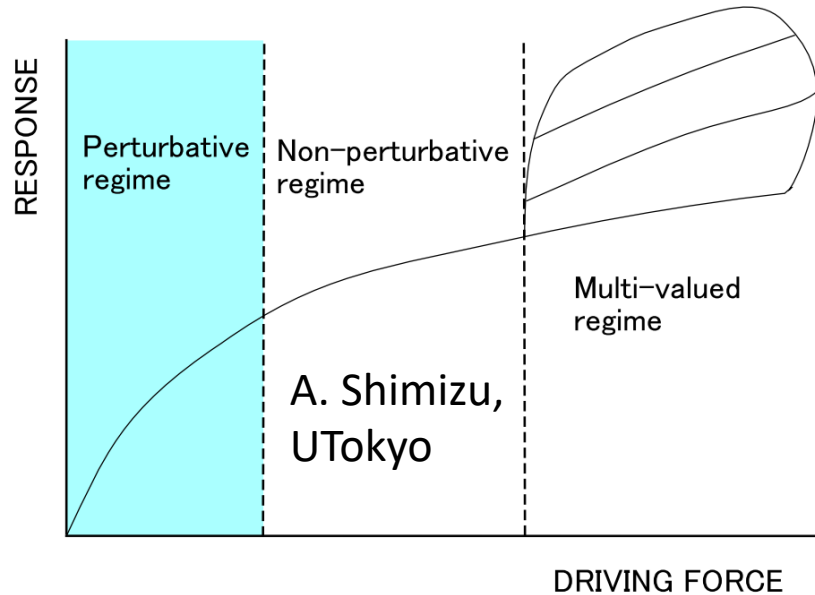 RESPONSE
Perturbative
regime
Non-perturbative
regime
Multi-valued
regime
A. Shimizu,
UTokyo
DRIVING FORCE